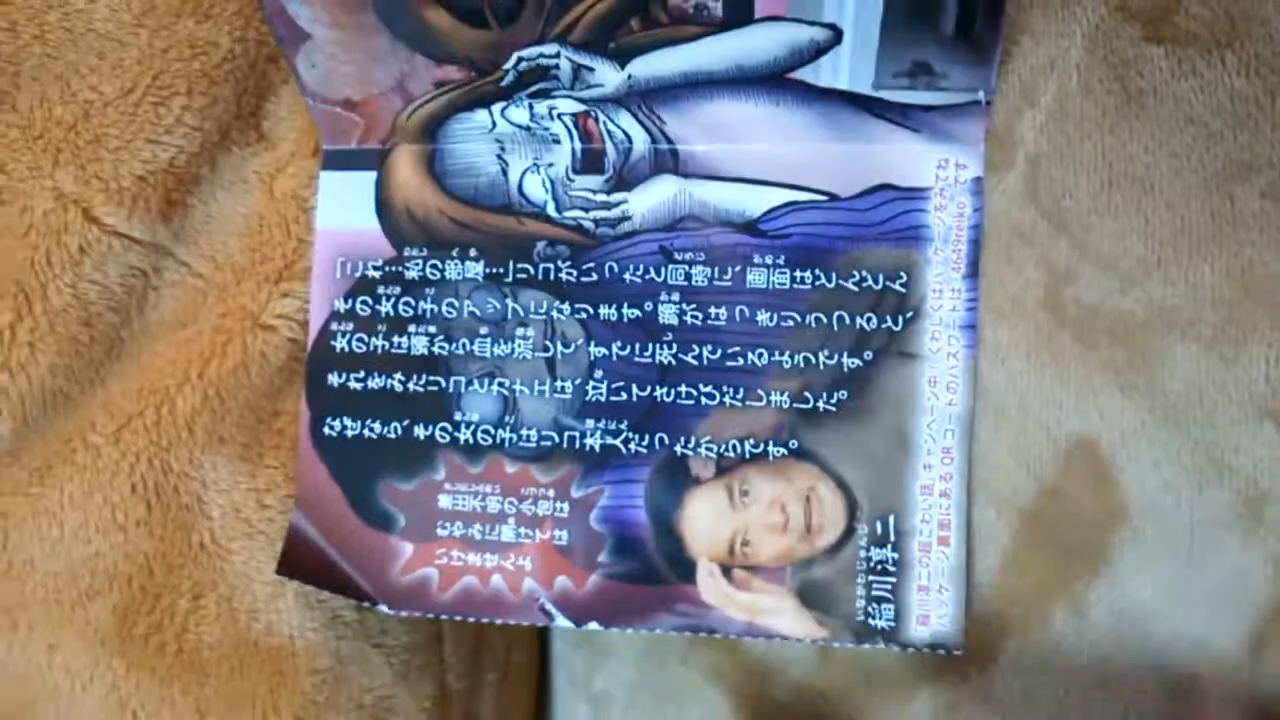 「これ…私の部屋…」リコがいったと同時に、画面はどんどん
その女の子のアップになります。顔がはっきりうつると、
女の子は頭から血を流して、すでに死んでいるようです。
それをみたリコとカナエは、泣いてさけびだしました。
なぜなら、その女の子はリコ本人だったからです。
差出不明の小包は
むやみに開けては
いけませんよ
いながわじゅんじ
稲川淳二
「稲川淳二の超こわい話」キャンペーン中!くわしくはパッケージをみてね
パッケージ裏面にあるQRコードのパスワードは 4649reiko です